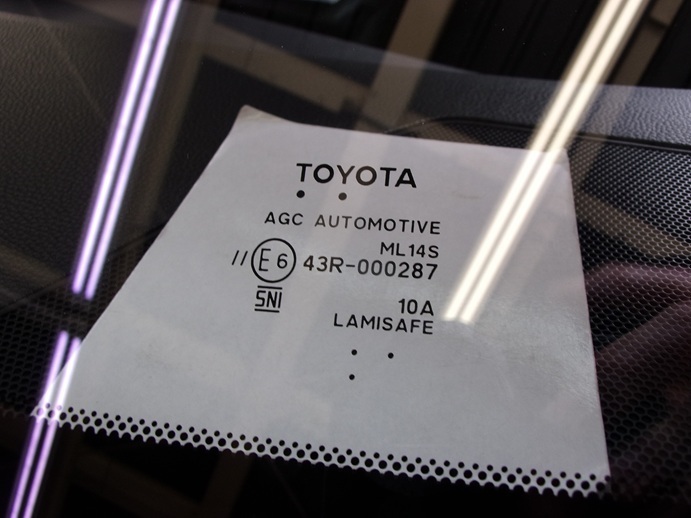 TOYOTA
AGC AUTOMOTIVE
ML14S
// E6 43R-000287
SNI
10A
LAMISAFE